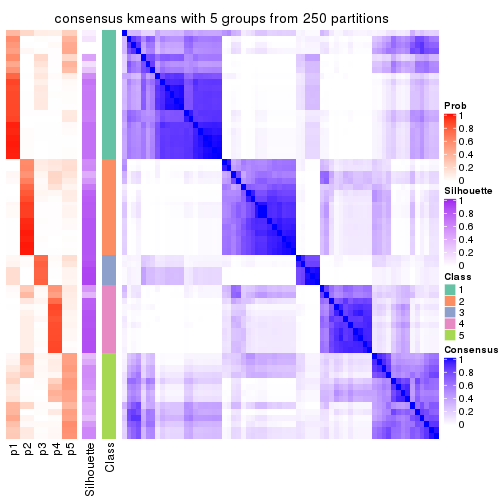 consensus kmeans with 5 groups from 250 partitions
Prob
1
0.8
0.6
0.4
0.2
0
Silhouette
1
0.8
0.6
0.4
0.2
0
Class
1
2
3
4
5
Consensus
1
0.8
0.6
0.4
0.2
0
p1
p2
p3
p4
p5
Silhouette
Class